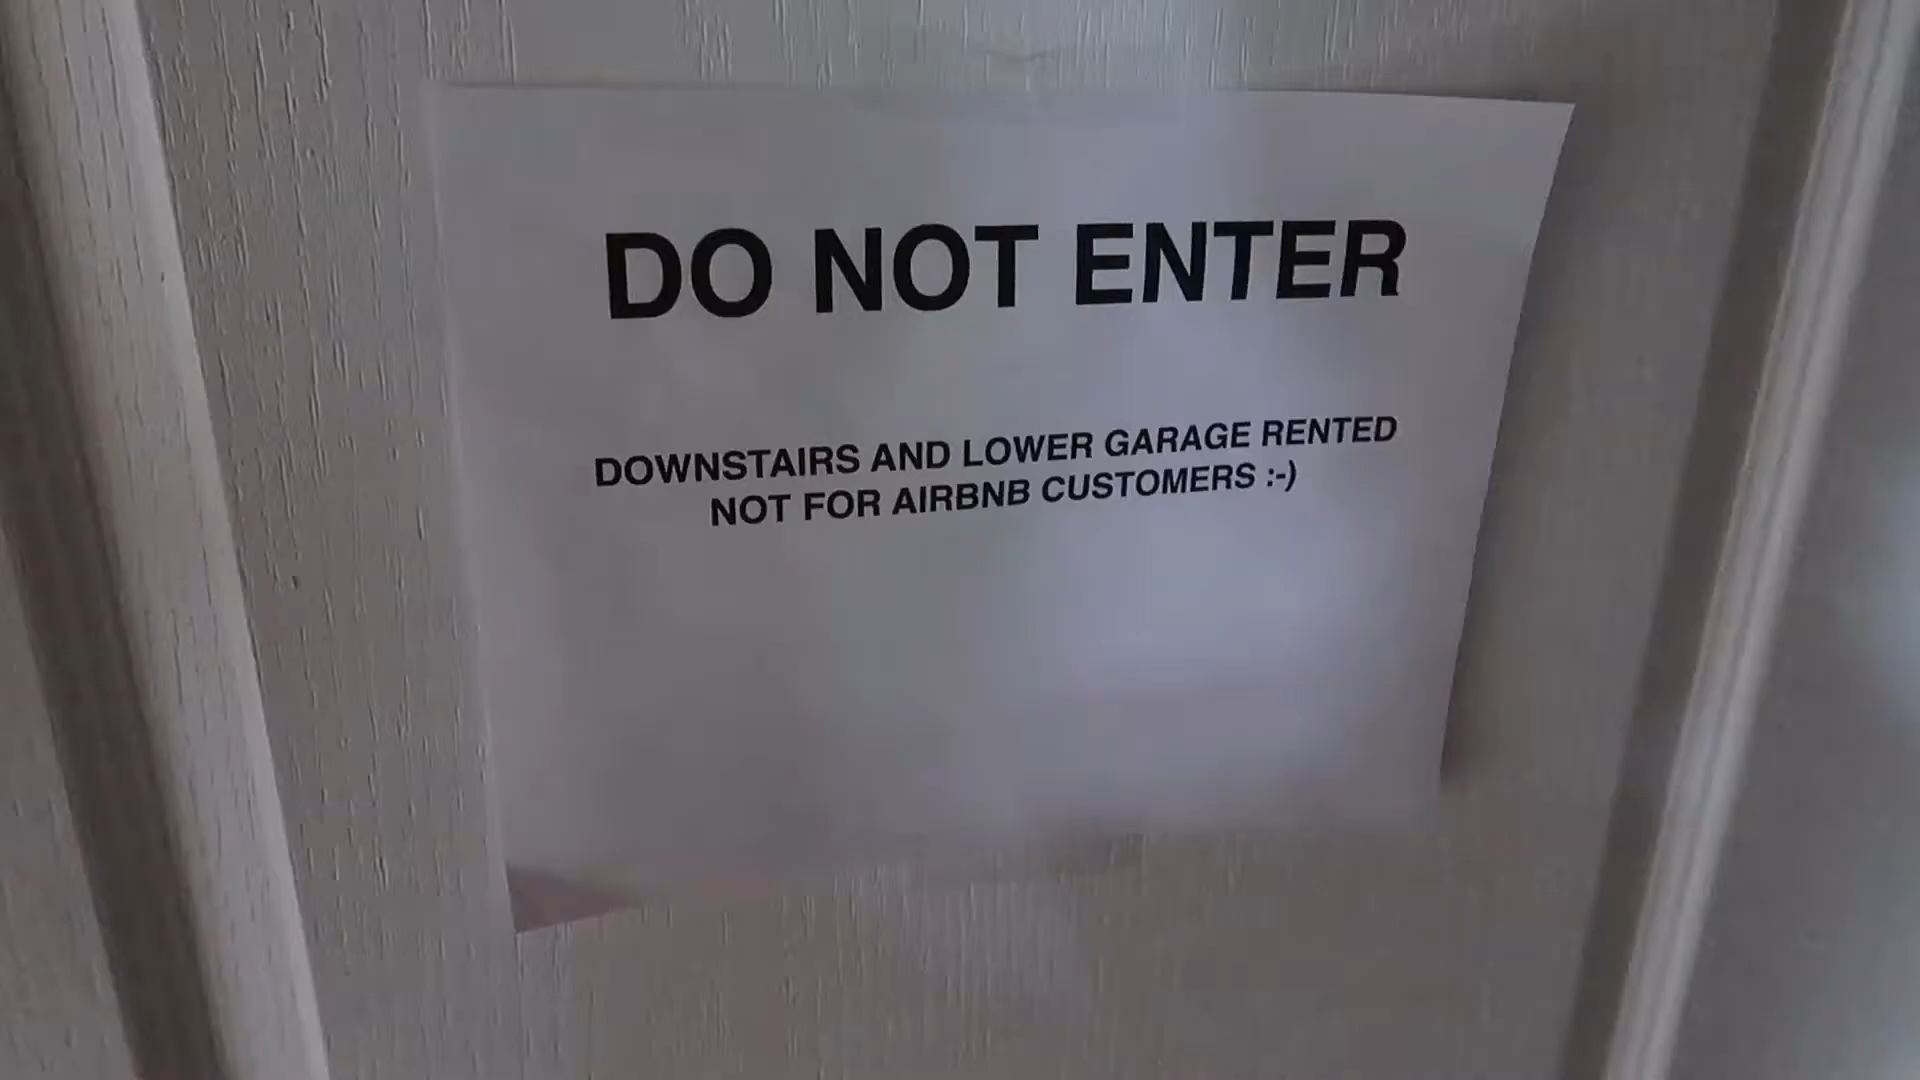 DO NOT ENTER
DOWNSTAIRS AND LOWER GARAGE RENTED
NOT FOR AIRBNB CUSTOMERS :-)